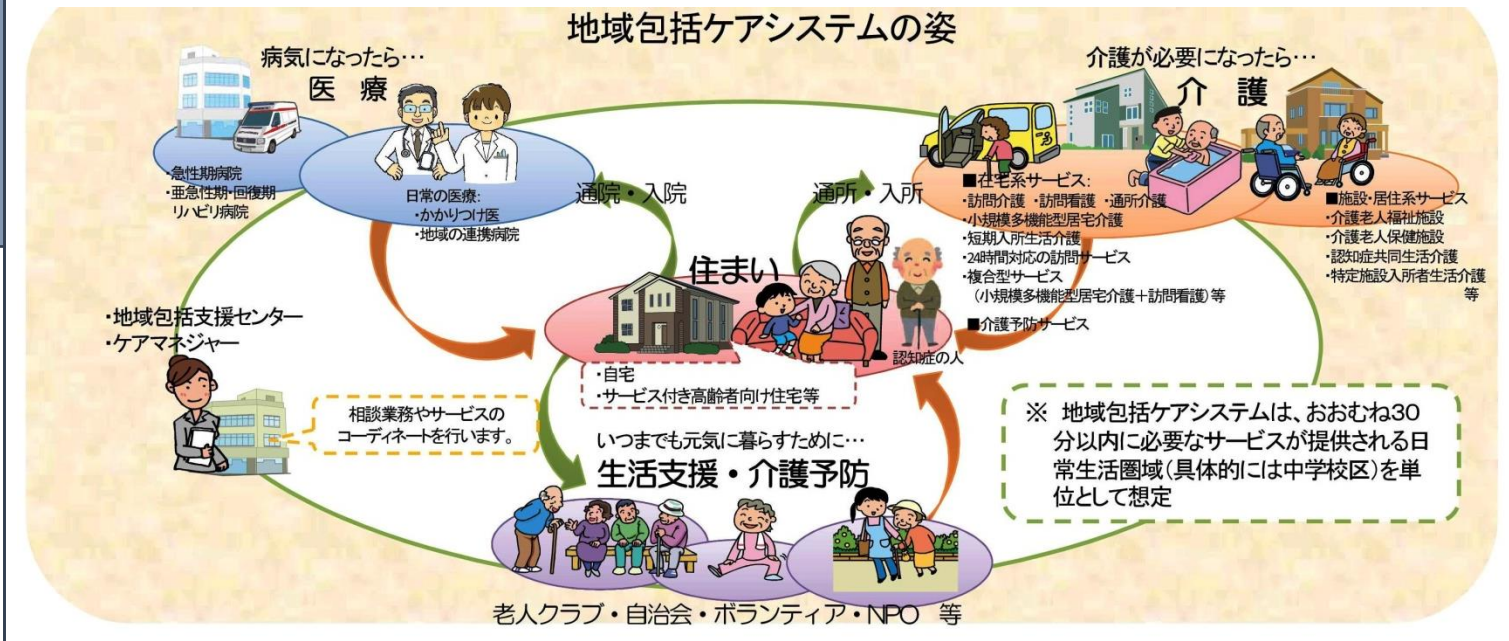 地域包括ケアシステムの姿
病気になったら…
医 療
・急性期病院
・亜急性期・回復期
リハビリ病院
日常の医療:
・かかりつけ医
・地域の連携病院
通院・入院
通所・入所
介護が必要になったら…
介 護
■在宅系サービス:
・訪問介護 ・訪問看護 ・通所介護
・小規模多機能型居宅介護
・短期入所生活介護
・24時間対応の訪問サービス
・複合型サービス
(小規模多機能型居宅介護+訪問看護)等
■介護予防サービス
■施設・居住系サービス
・介護老人福祉施設
・介護老人保健施設
・認知症共同生活介護
・特定施設入所者生活介護
等
住まい
認知症の人
・自宅
・サービス付き高齢者向け住宅等
・地域包括支援センター
・ケアマネジャー
相談業務やサービスの
コーディネートを行います。
いつまでも元気に暮らすために…
生活支援・介護予防
老人クラブ・自治会・ボランティア・NPO 等
※ 地域包括ケアシステムは、おおむね30
分以内に必要なサービスが提供される日
常生活圏域(具体的には中学校区)を単
位として想定